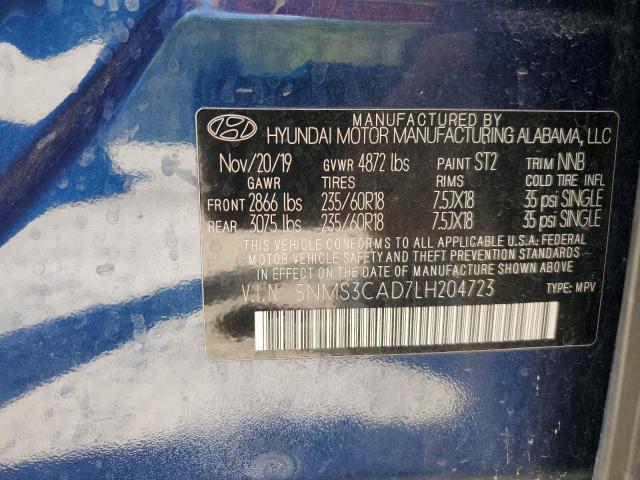 MANUFACTURED BY
HYUNDAI MOTOR MANUFACTURING ALABAMA, LLC
Nov/20/19 GVWR 4872 lbs PAINT ST2 TRIM NNB
GAWR TIRES RIMS COLD TIRE INFL
FRONT 2866 lbs 235/60R18 7.5JX18 35 psi SINGLE
REAR 3075 lbs 235/60R18 7.5JX18 35 psi SINGLE
THIS VEHICLE CONFORMS TO ALL APPLICABLE U.S.A. FEDERAL
MOTOR VEHICLE SAFETY AND THEFT PREVENTION STANDARDS
IN EFFECT ON THE DATE OF MANUFACTURE SHOWN ABOVE.
V.I.N 5NMS3CAD7LH204723 TYPE: MPV